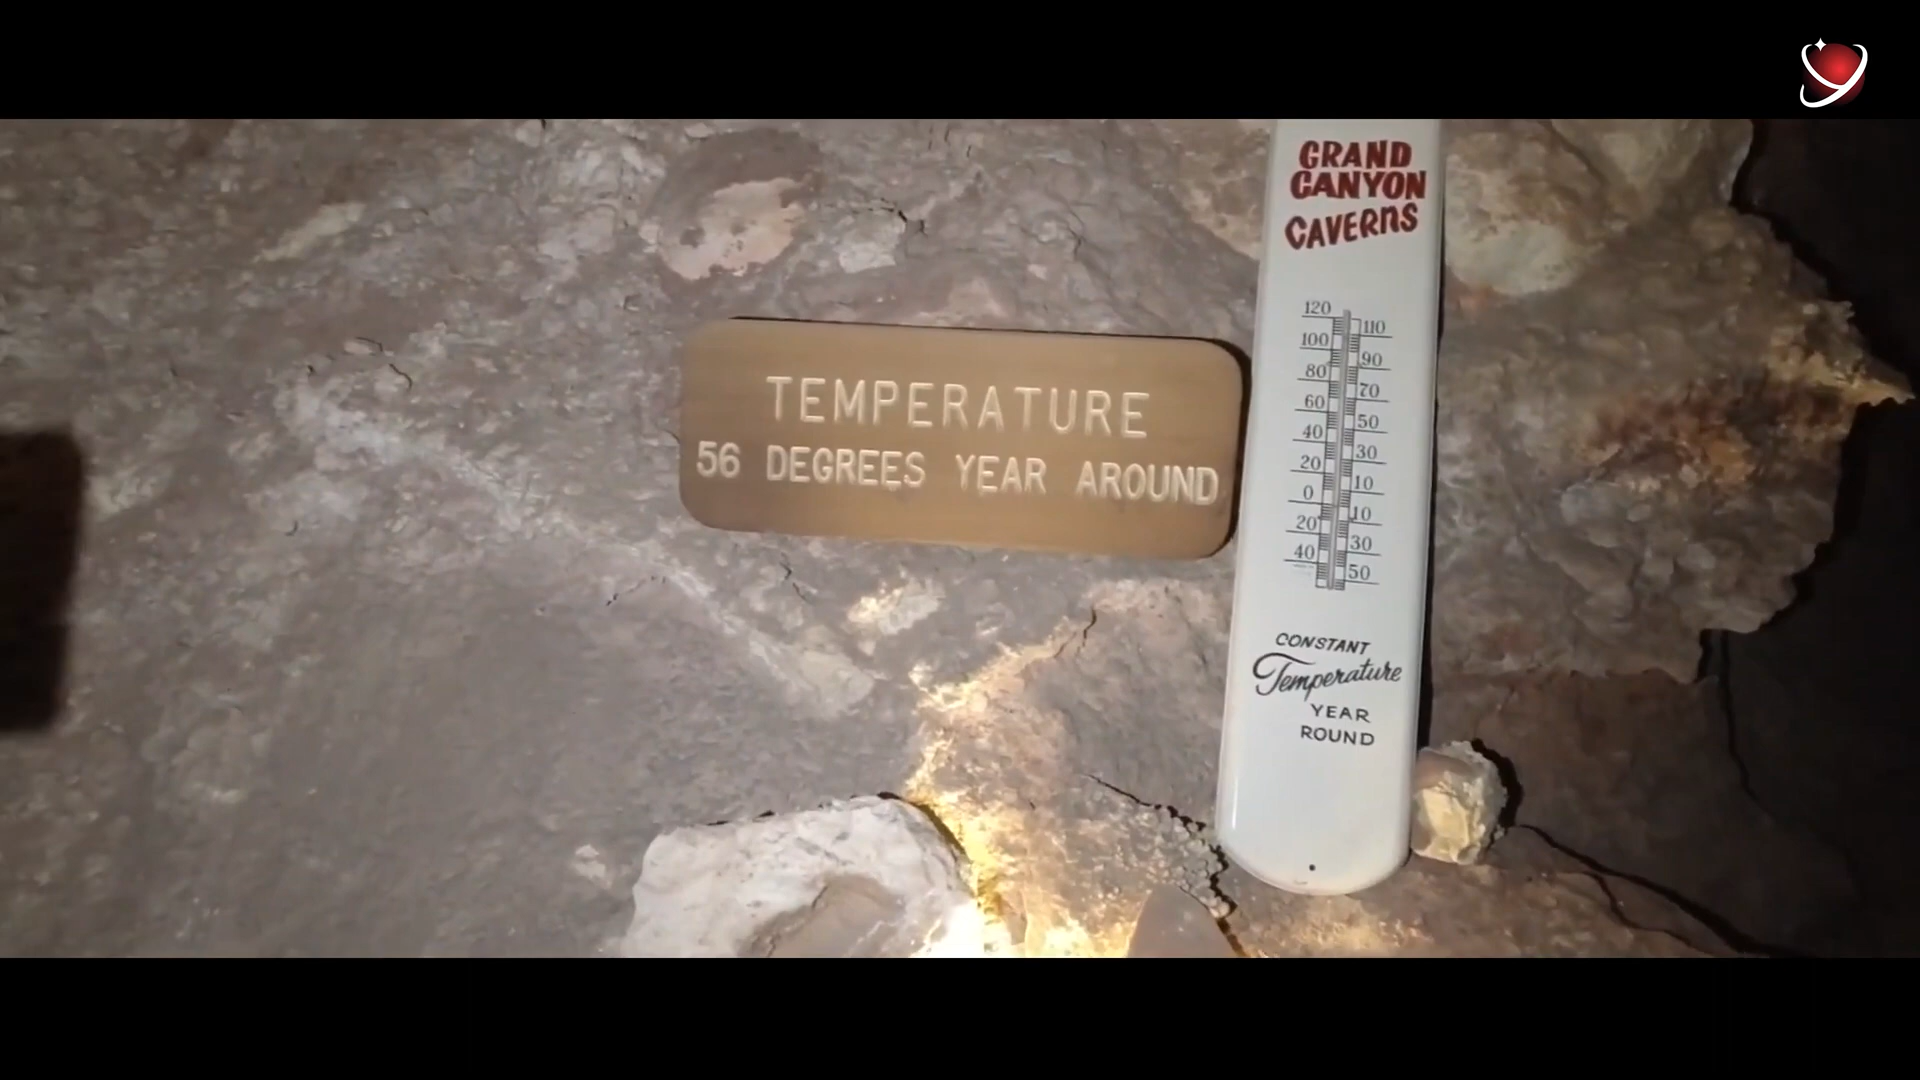 GRAND
CANYON
CAVERNS
TEMPERATURE
56 DEGREES YEAR AROUND
120
110
100
90
80
70
60
50
40
30
20
10
0
10
20
30
40
50
CONSTANT
Temperature
YEAR
ROUND